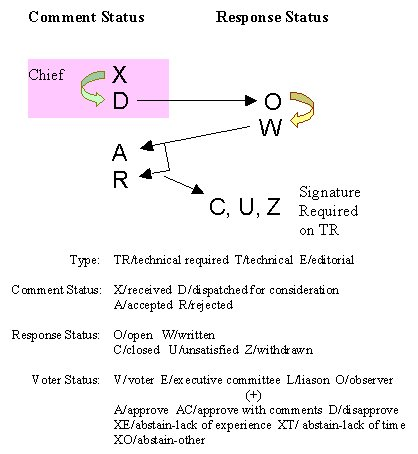 Comment Status Response Status
Chief X
D O
W
A
R
C, U, Z Signature
Required
on TR
Type: TR/technical required T/technical E/editorial
Comment Status: X/received D/dispatched for consideration
A/accepted R/rejected
Response Status: O/open W/written
C/closed U/unsatisfied Z/withdrawn
Voter Status: V/voter E/executive committee L/liason O/observer
(+)
A/approve AC/approve with comments D/disapprove
XE/abstain-lack of experience XT/ abstain-lack of time
XO/abstain-other